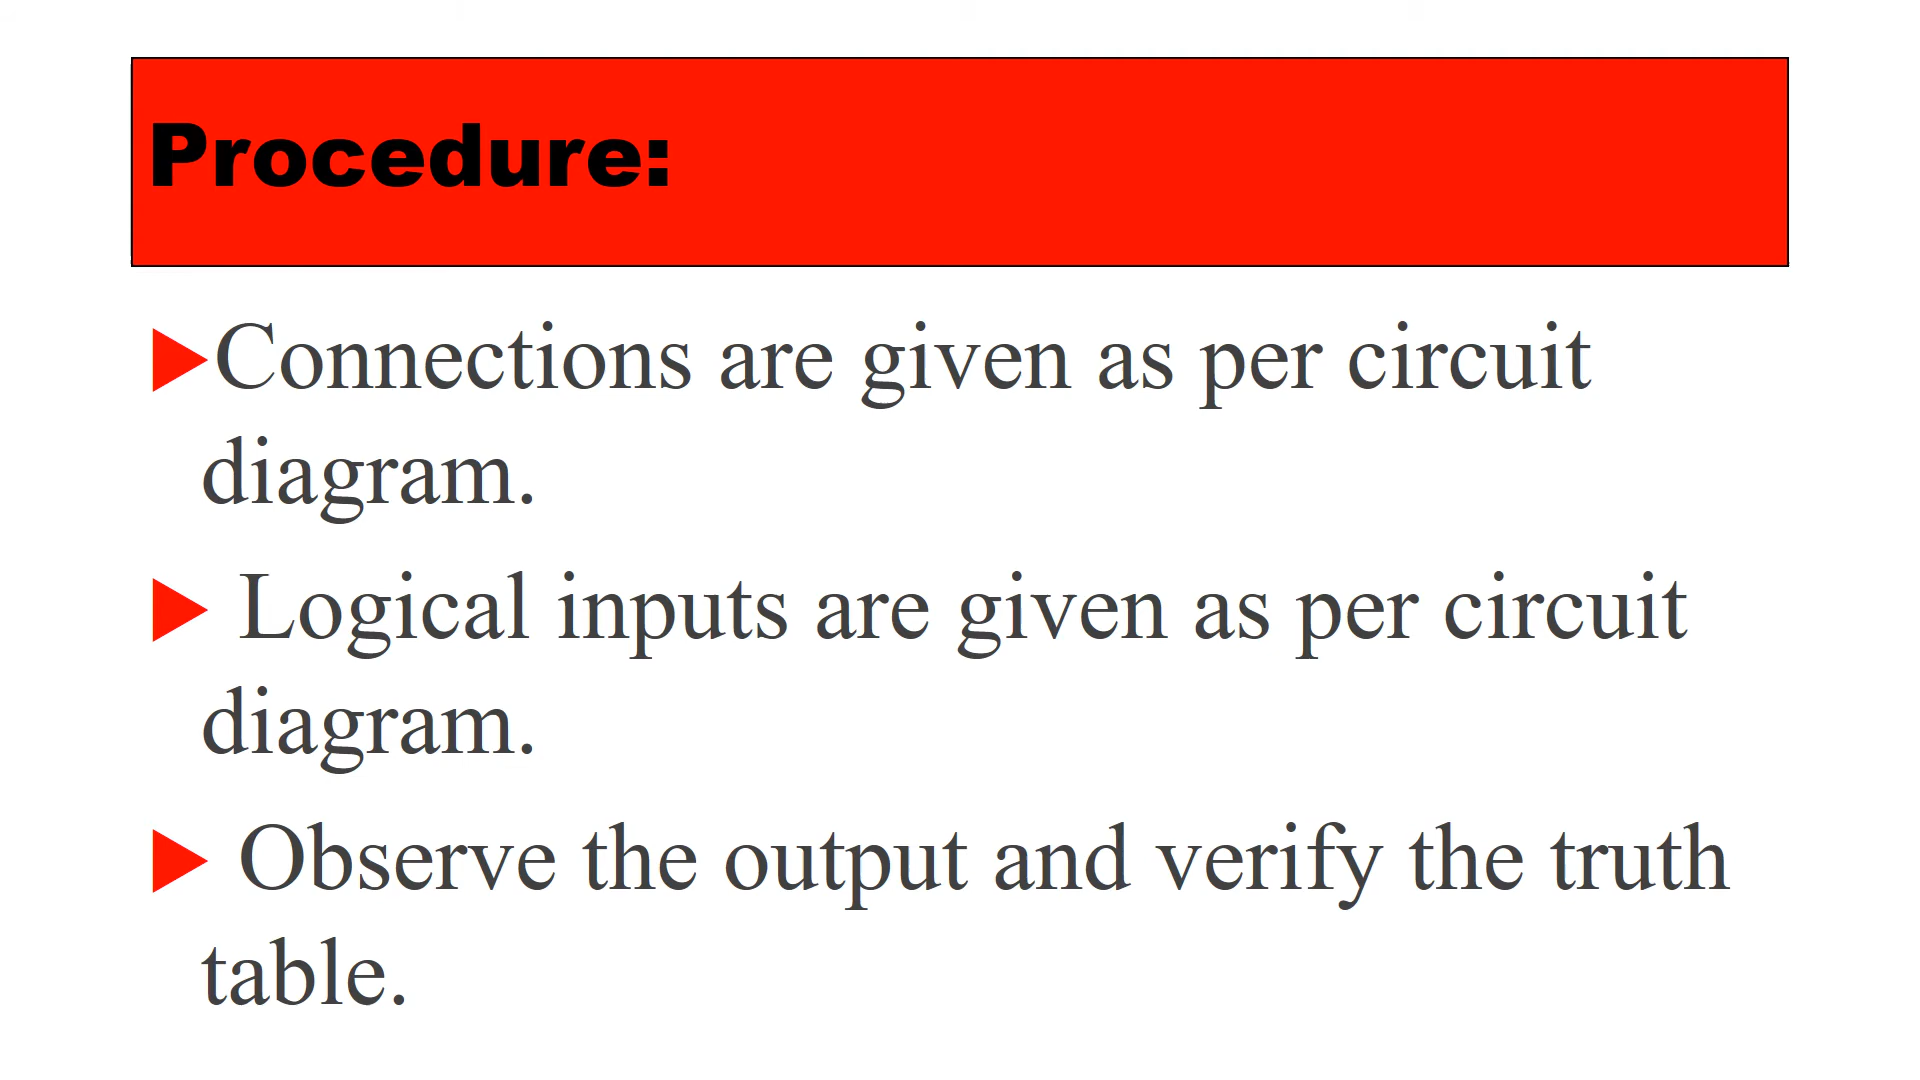 Procedure:
Connections are given as per circuit
diagram.
Logical inputs are given as per circuit
diagram.
Observe the output and verify the truth
table.